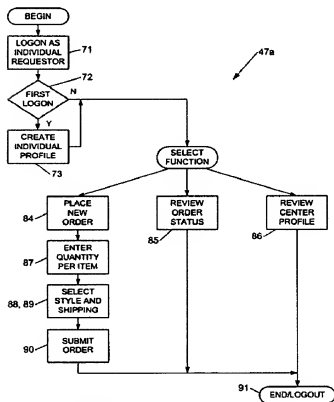 BEGIN
LOGON AS
INDIVIDUAL
REQUESTOR
71
72
47a
FIRST
LOGON
N
Y
CREATE
INDIVIDUAL
PROFILE
73
SELECT
FUNCTION
PLACE
NEW
ORDER
84
REVIEW
ORDER
STATUS
85
REVIEW
CENTER
PROFILE
86
ENTER
QUANTITY
PER ITEM
87
SELECT
STYLE AND
SHIPPING
88, 89
SUBMIT
ORDER
90
91
END/LOGOUT